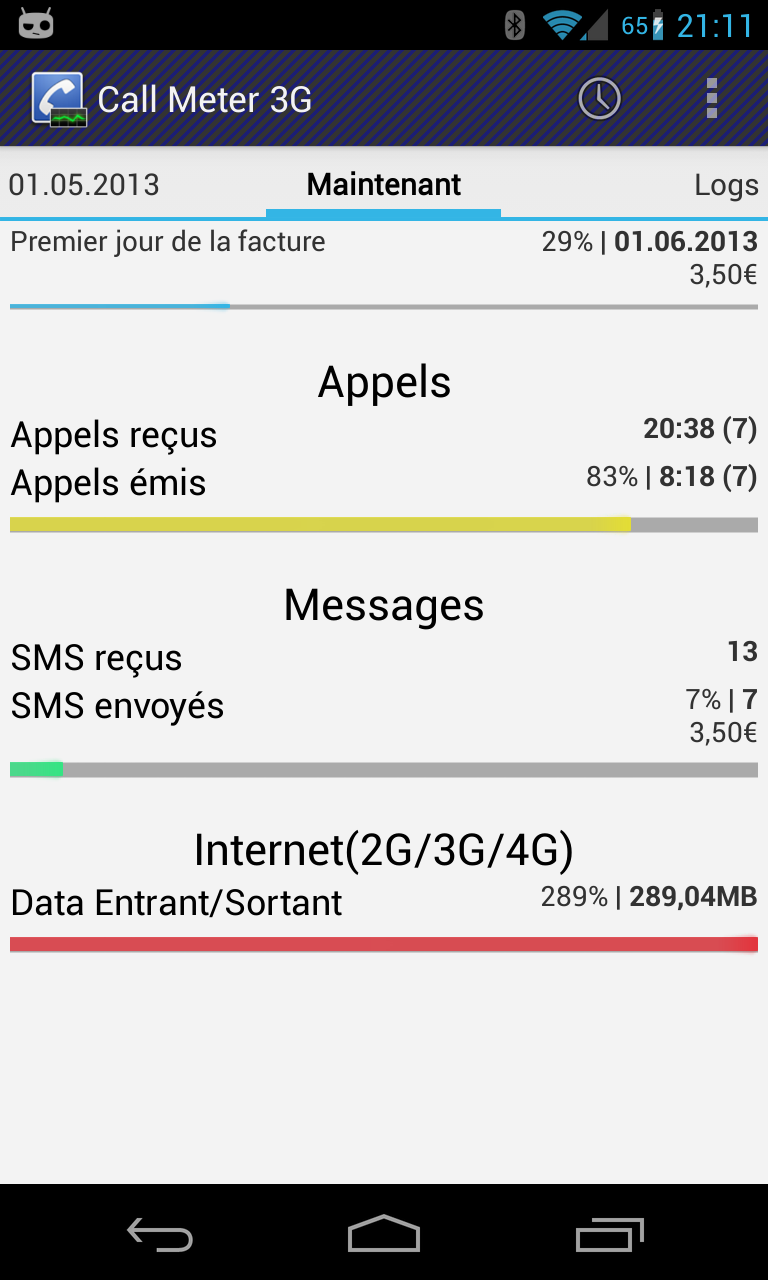 65 21:11
Call Meter 3G
01.05.2013 Maintenant Logs
Premier jour de la facture 29% | 01.06.2013
3,50€
Appels
Appels reçus 20:38 (7)
Appels émis 83% | 8:18 (7)
Messages
SMS reçus 13
SMS envoyés 7% | 7
3,50€
Internet(2G/3G/4G)
Data Entrant/Sortant 289% | 289,04MB